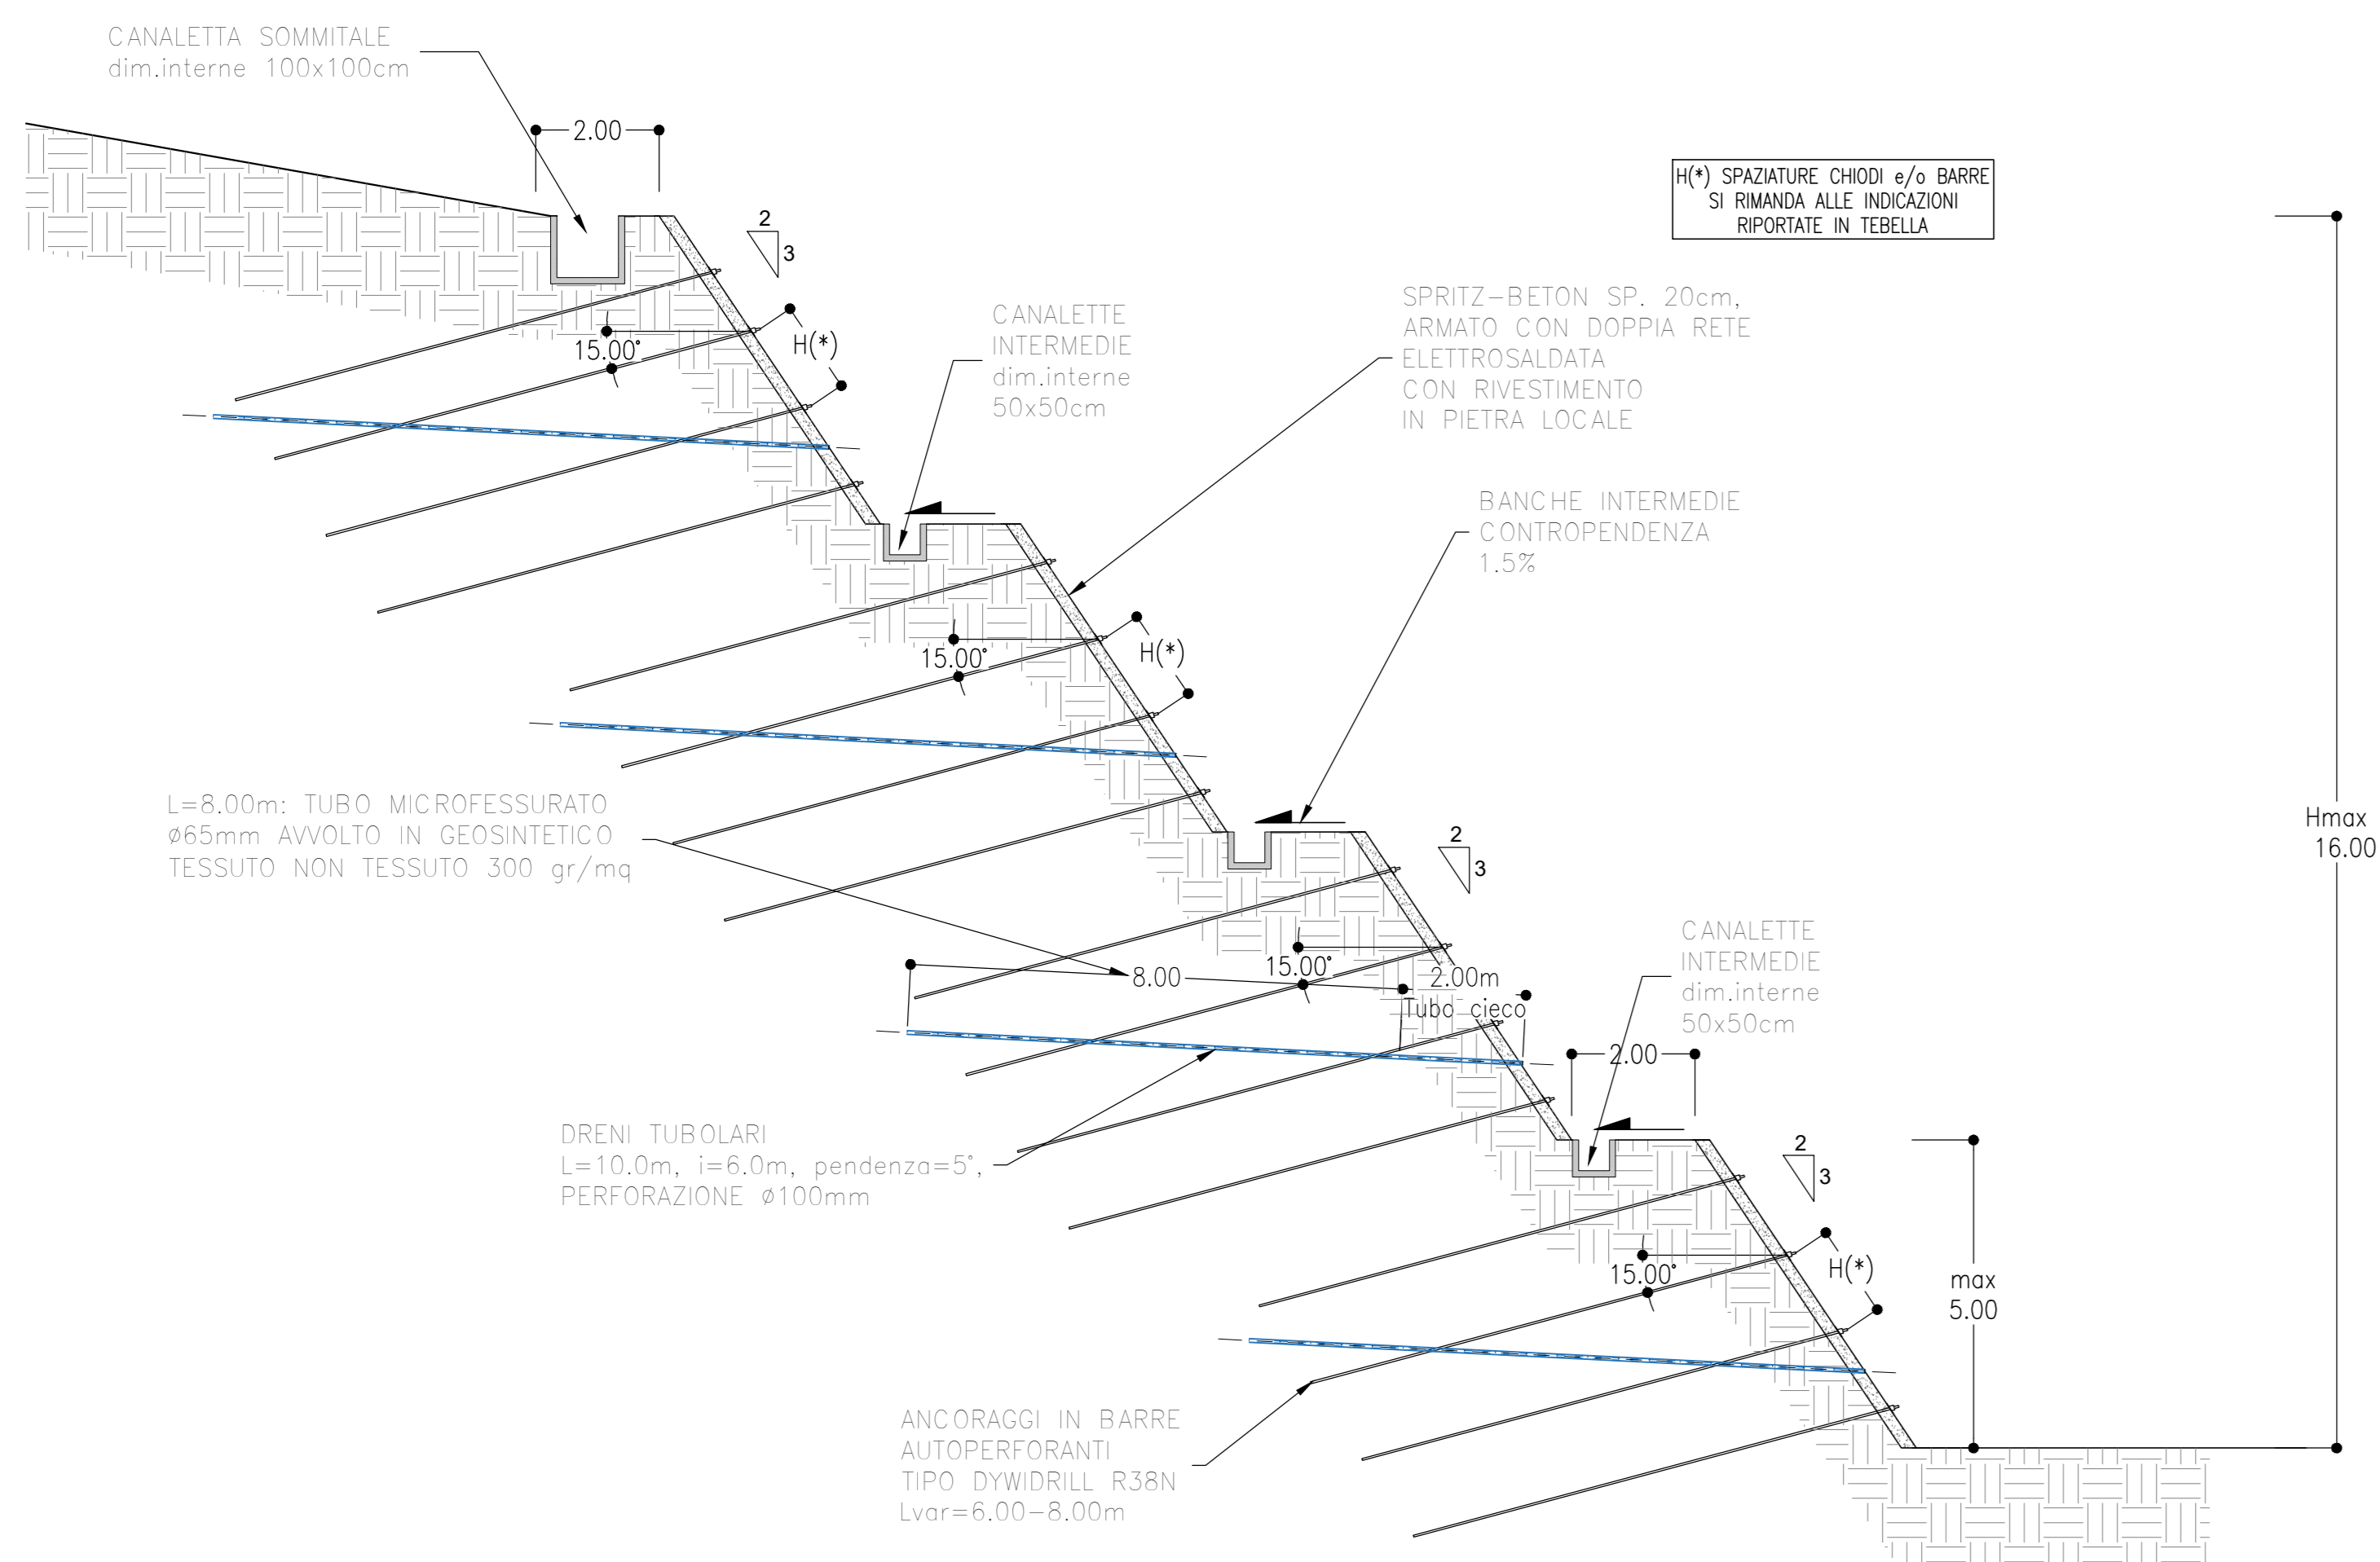 CANALETTA SOMMITALE
dim.interne 100x100cm
2.00
2
3
H(*) SPAZIATURE CHIODI e/o BARRE
SI RIMANDA ALLE INDICAZIONI
RIPORTATE IN TEBELLA
15.00°
H(*)
CANALETTE
INTERMEDIE
dim.interne
50x50cm
SPRITZ-BETON SP. 20cm,
ARMATO CON DOPPIA RETE
ELETTROSALDATA
CON RIVESTIMENTO
IN PIETRA LOCALE
BANCHE INTERMEDIE
CONTROPENDENZA
1.5%
15.00°
H(*)
L=8.00m: TUBO MICROFESSURATO
ø65mm AVVOLTO IN GEOSINTETICO
TESSUTO NON TESSUTO 300 gr/mq
2
3
Hmax
16.00
8.00
15.00°
2.00m
Tubo cieco
CANALETTE
INTERMEDIE
dim.interne
50x50cm
2.00
DRENI TUBOLARI
L=10.0m, i=6.0m, pendenza=5°,
PERFORAZIONE ø100mm
2
3
15.00°
H(*)
max
5.00
ANCORAGGI IN BARRE
AUTOPERFORANTI
TIPO DYWIDRILL R38N
Lvar=6.00-8.00m